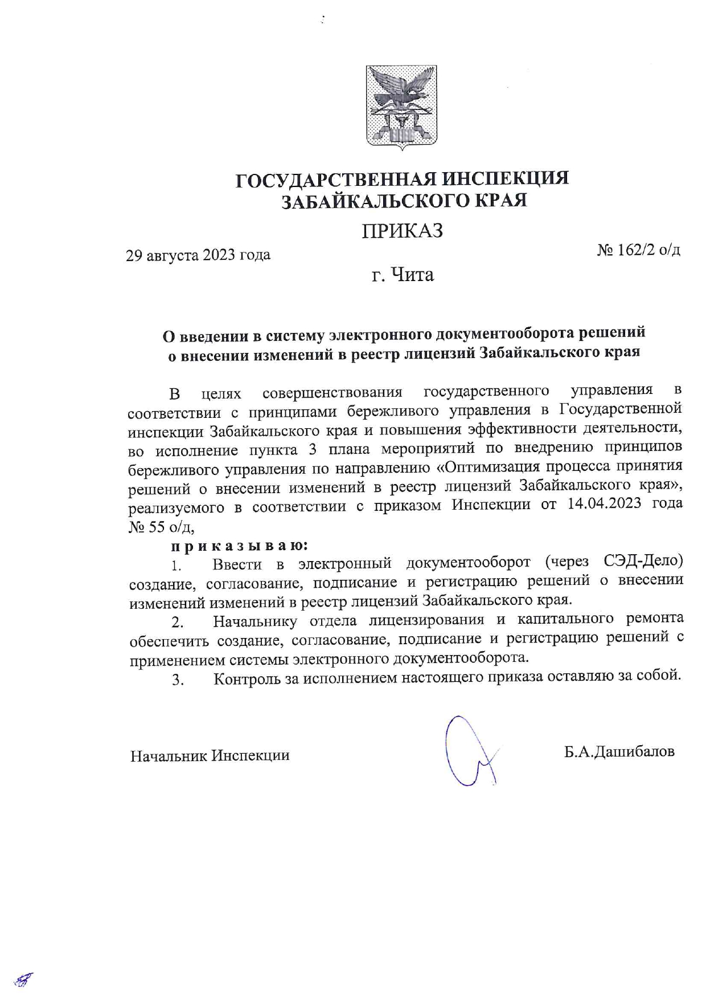 ГОСУДАРСТВЕННАЯ ИНСПЕКЦИЯ
ЗАБАЙКАЛЬСКОГО КРАЯ
ПРИКАЗ
29 августа 2023 года № 162/2 о/д
г. Чита
О введении в систему электронного документооборота решений
о внесении изменений в реестр лицензий Забайкальского края
В целях совершенствования государственного управления в
соответствии с принципами бережливого управления в Государственной
инспекции Забайкальского края и повышения эффективности деятельности,
во исполнение пункта 3 плана мероприятий по внедрению принципов
бережливого управления по направлению «Оптимизация процесса принятия
решений о внесении изменений в реестр лицензий Забайкальского края»,
реализуемого в соответствии с приказом Инспекции от 14.04.2023 года
№ 55 о/д,
п р и к а з ы в а ю:
1. Ввести в электронный документооборот (через СЭД-Дело)
создание, согласование, подписание и регистрацию решений о внесении
изменений изменений в реестр лицензий Забайкальского края.
2. Начальнику отдела лицензирования и капитального ремонта
обеспечить создание, согласование, подписание и регистрацию решений с
применением системы электронного документооборота.
3. Контроль за исполнением настоящего приказа оставляю за собой.
Начальник Инспекции Б.А.Дашибалов